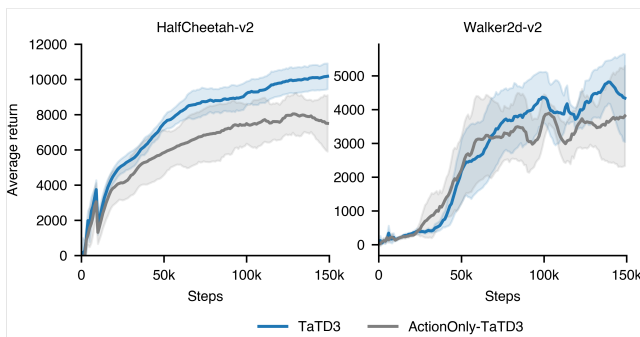 HalfCheetah-v2
Walker2d-v2
Average return
12000
10000
8000
6000
4000
2000
0
0
50k
100k
150k
Steps
5000
4000
3000
2000
1000
0
0
50k
100k
150k
Steps
TaTD3
ActionOnly-TaTD3